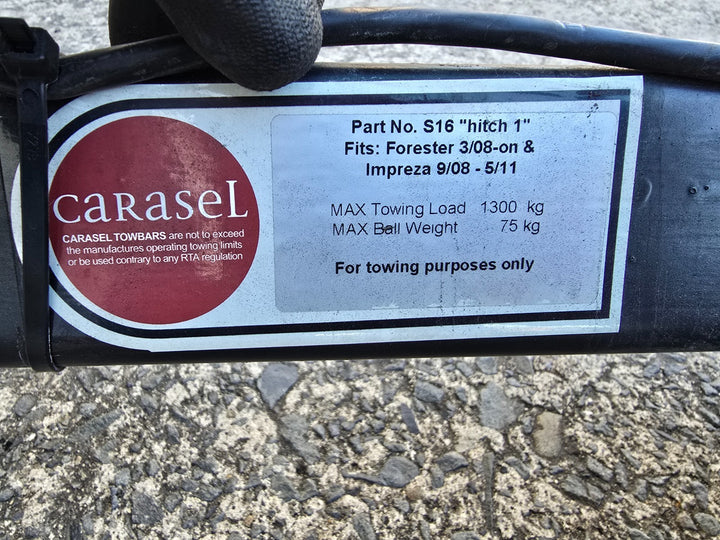 CARASEL
CARASEL TOWBARS are not to exceed
the manufactures operating towing limits
or be used contrary to any RTA regulation
Part No. S16 "hitch 1"
Fits: Forester 3/08-on &
Impreza 9/08 - 5/11
MAX Towing Load 1300 kg
MAX Ball Weight 75 kg
For towing purposes only